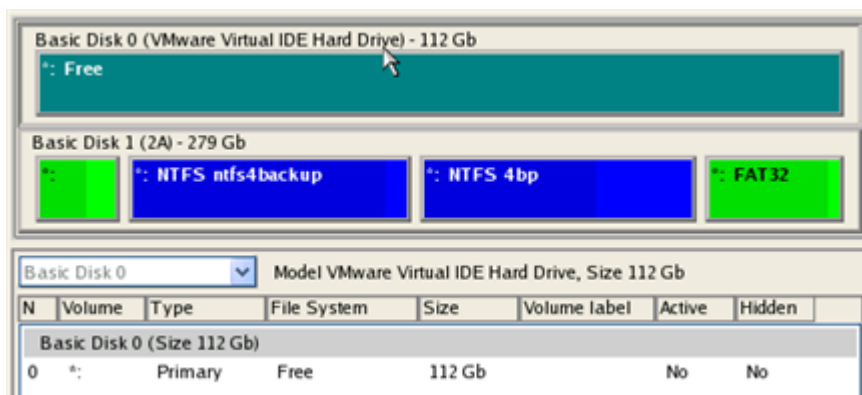 Basic Disk 0 (VMware Virtual IDE Hard Drive) - 112 Gb
*: Free
Basic Disk 1 (2A) - 279 Gb
*: *: NTFS ntfs4backup *: NTFS 4bp *: FAT32
Basic Disk 0 Model VMware Virtual IDE Hard Drive, Size 112 Gb
N Volume Type File System Size Volume label Active Hidden
Basic Disk 0 (Size 112 Gb)
0 *: Primary Free 112 Gb No No